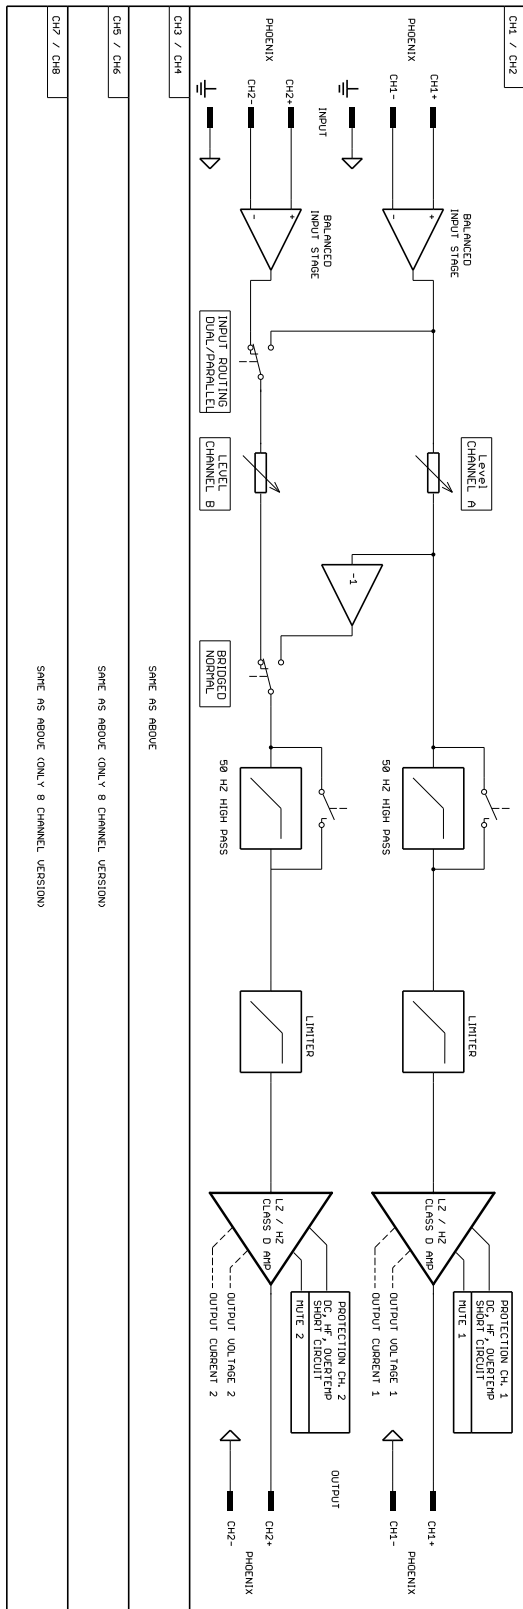 CH1 / CH2
PHOENIX
CH1+
CH1-
INPUT
PHOENIX
CH2+
CH2-
BALANCED
INPUT STAGE
+
-
BALANCED
INPUT STAGE
+
-
INPUT ROUTING
DUAL/PARALLEL
Level
CHANNEL A
LEVEL
CHANNEL B
-1
BRIDGED
NORMAL
50 HZ HIGH PASS
50 HZ HIGH PASS
LIMITER
LIMITER
LZ / HZ
CLASS D AMP
PROTECTION CH. 1
DC, HF, OVERTEMP
SHORT CIRCUIT
MUTE 1
OUTPUT VOLTAGE 1
OUTPUT CURRENT 1
LZ / HZ
CLASS D AMP
PROTECTION CH. 2
DC, HF, OVERTEMP
SHORT CIRCUIT
MUTE 2
OUTPUT VOLTAGE 2
OUTPUT CURRENT 2
OUTPUT
CH1+
CH1-
PHOENIX
CH2+
CH2-
PHOENIX
CH3 / CH4
SAME AS ABOVE
CH5 / CH6
SAME AS ABOVE (ONLY 8 CHANNEL VERSION)
CH7 / CH8
SAME AS ABOVE (ONLY 8 CHANNEL VERSION)